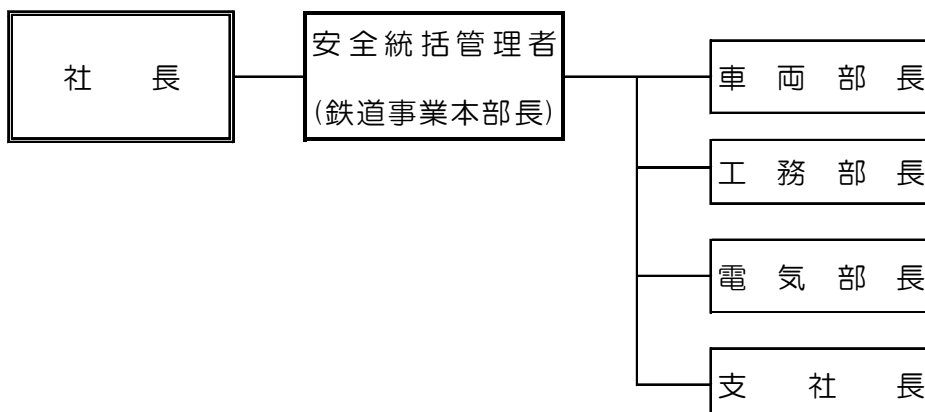 社長
安全統括管理者
(鉄道事業本部長)
車両部長
工務部長
電気部長
支社長